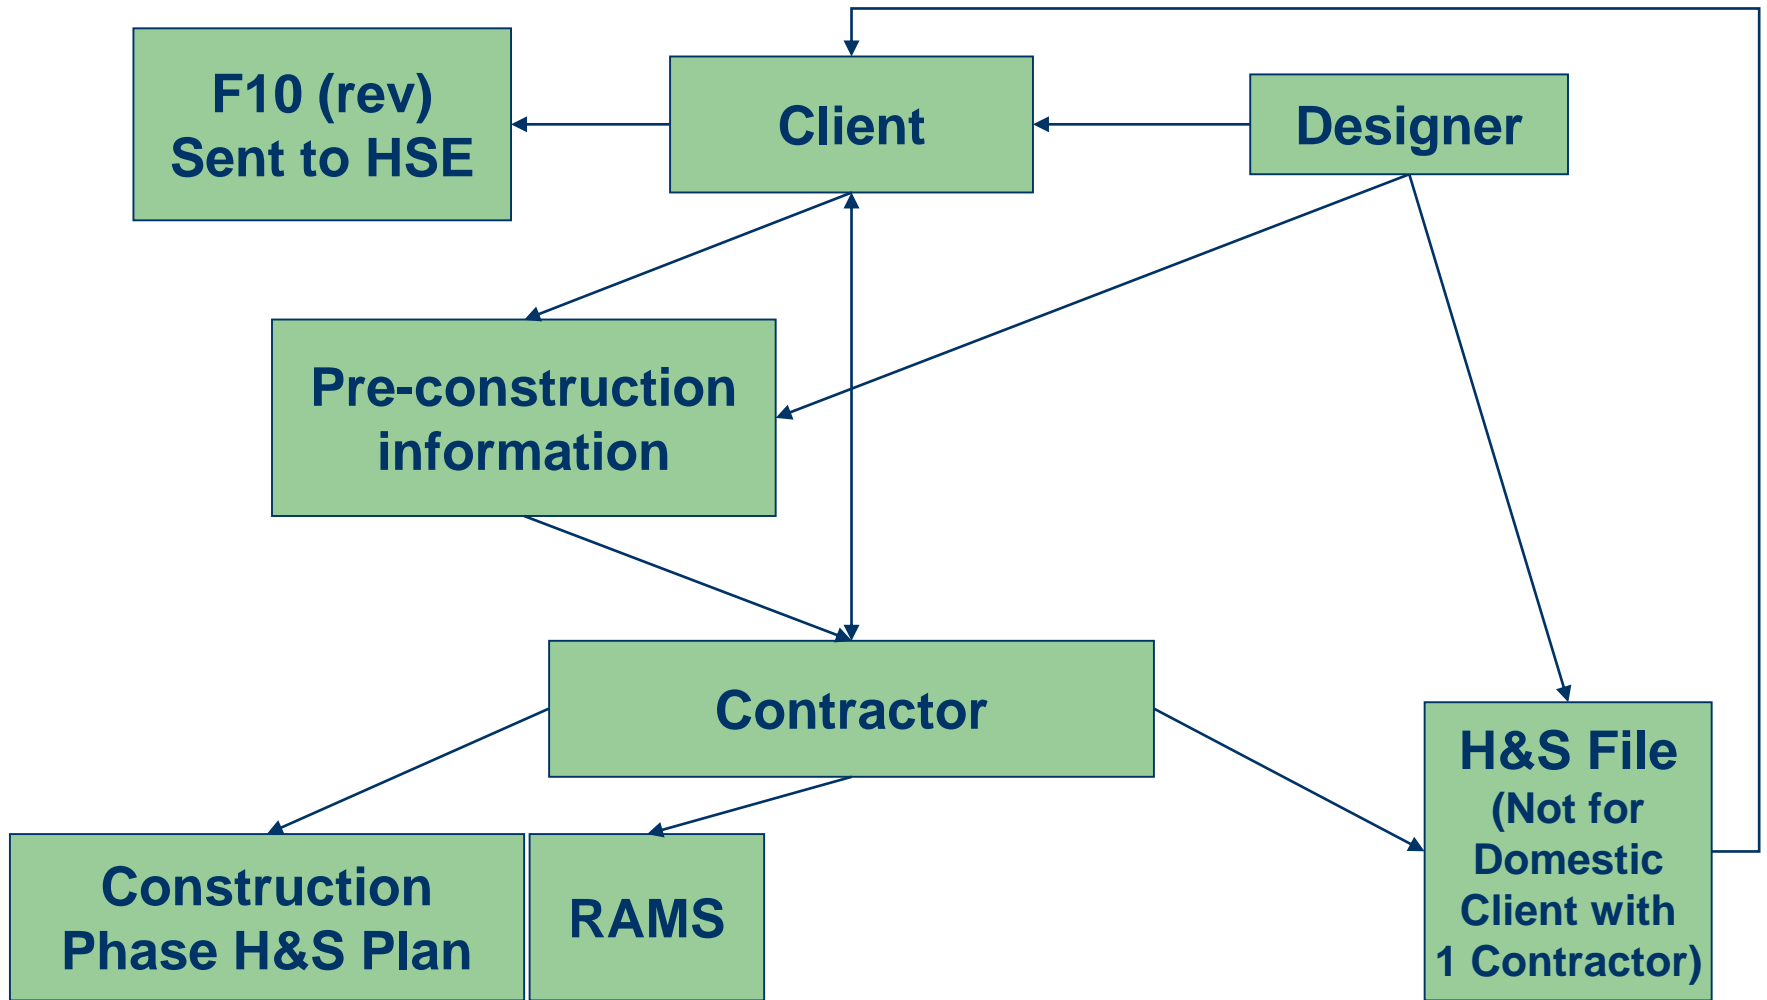 F10 (rev)
Sent to HSE
Client
Designer
Pre-construction
information
Contractor
Construction
Phase H&S Plan
RAMS
H&S File
(Not for
Domestic
Client with
1 Contractor)